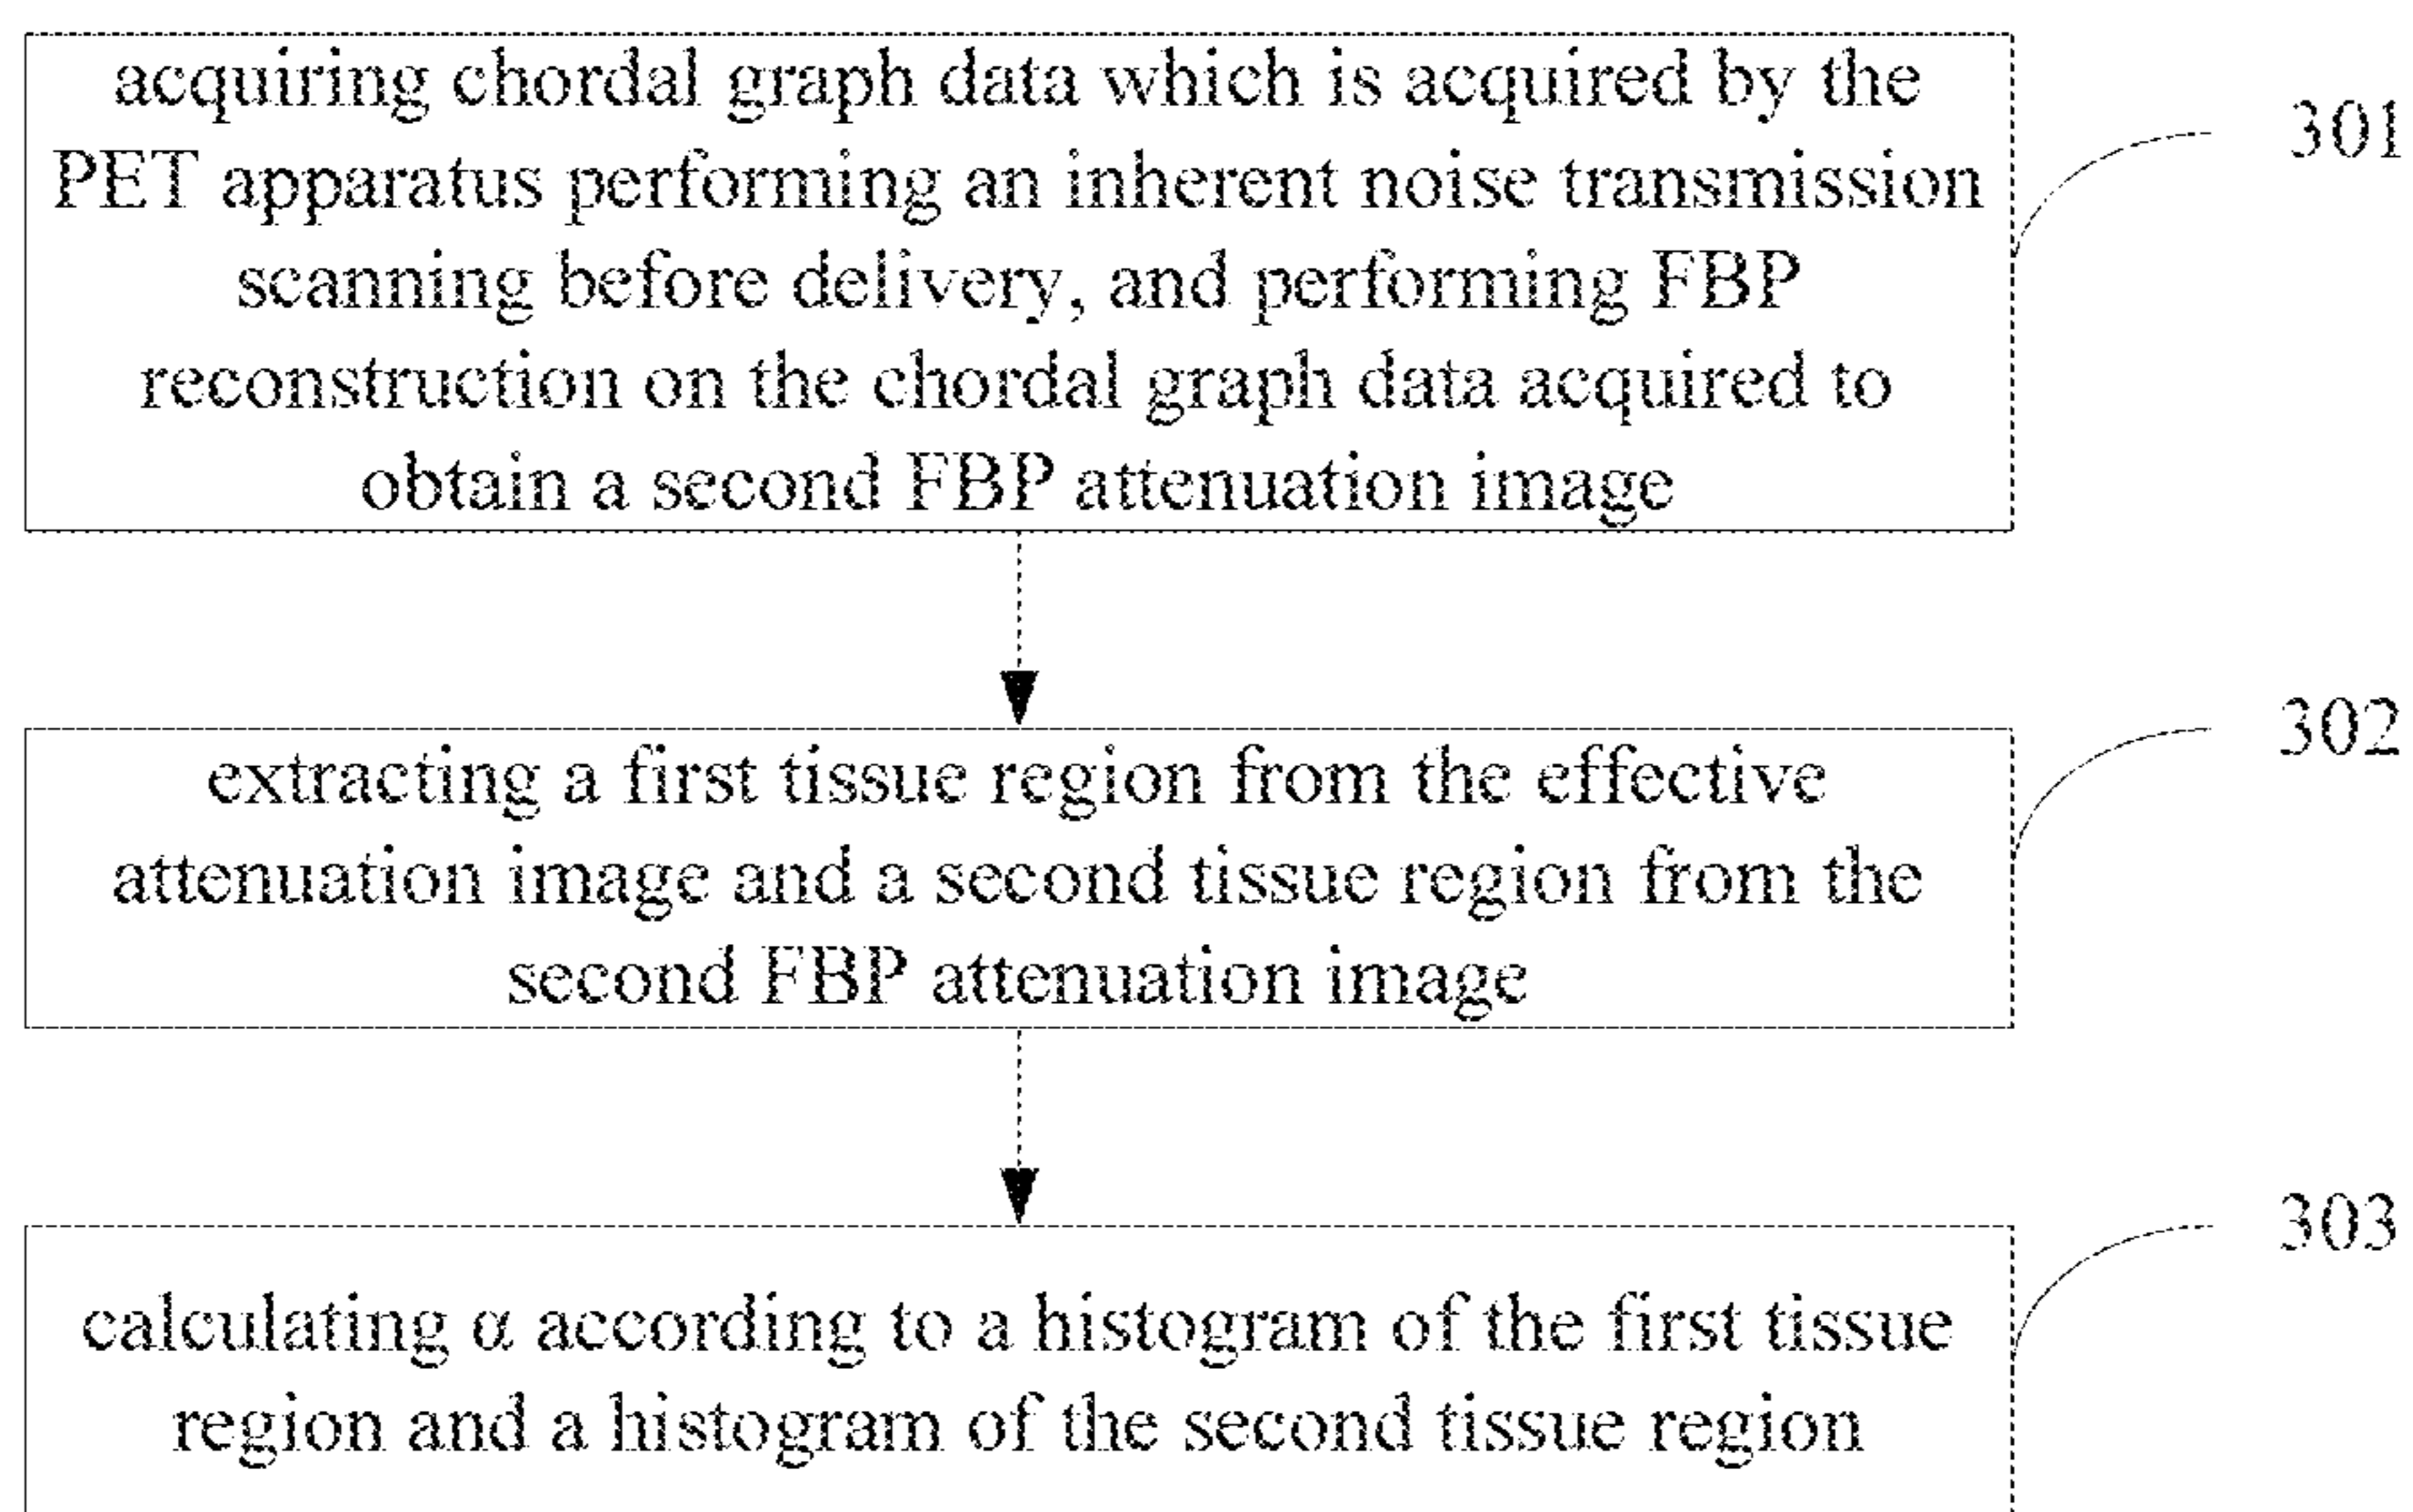 acquiring chordal graph data which is acquired by the
PET apparatus performing an inherent noise transmission
scanning before delivery, and performing FBP
reconstruction on the chordal graph data acquired to
obtain a second FBP attenuation image
301
extracting a first tissue region from the effective
attenuation image and a second tissue region from the
second FBP attenuation image
302
calculating α according to a histogram of the first tissue
region and a histogram of the second tissue region
303